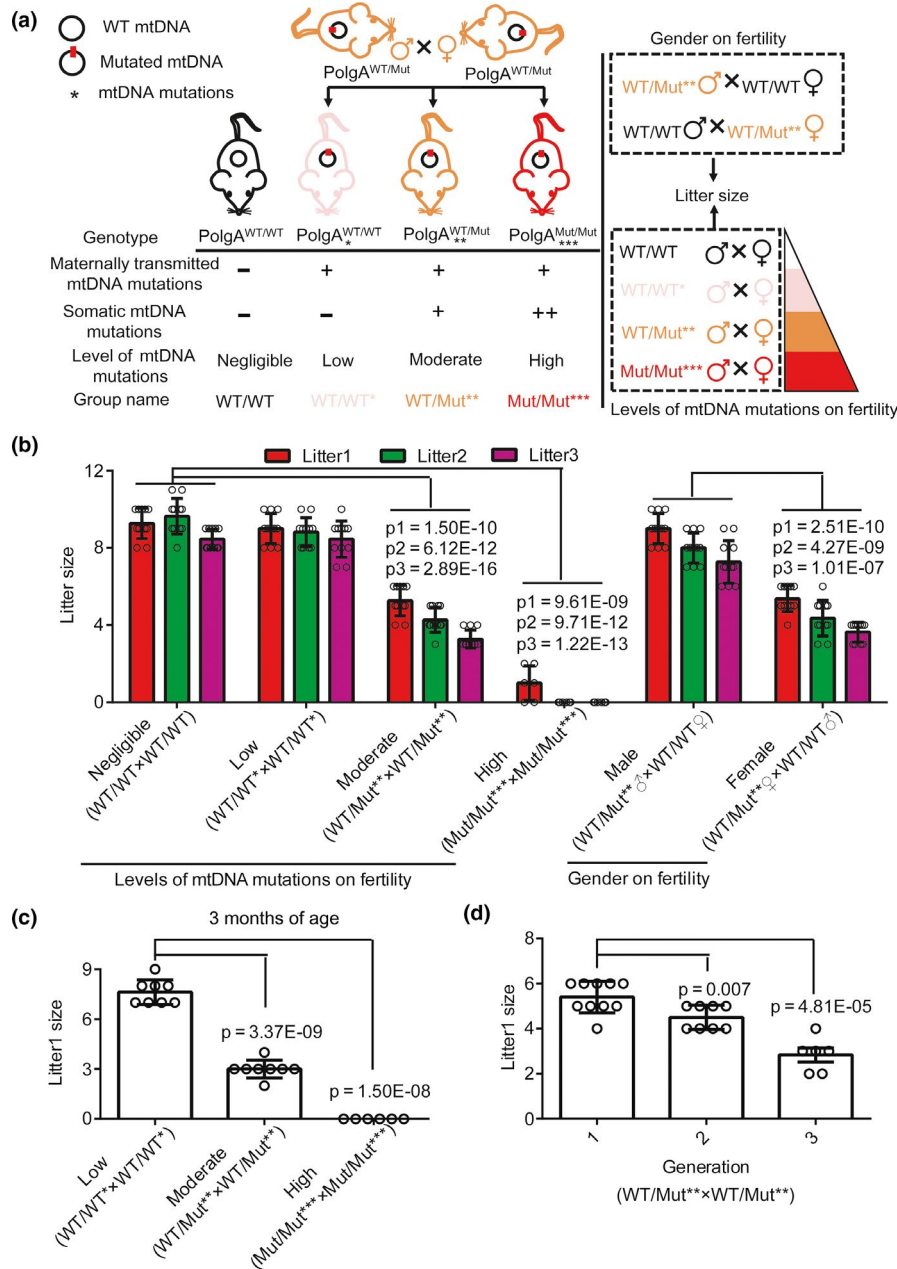 (a)
WT mtDNA
Mutated mtDNA
* mtDNA mutations
♂ × ♀
PolgA^WT/Mut PolgA^WT/Mut
Genotype PolgA^WT/WT PolgA^WT/WT * PolgA^WT/Mut ** PolgA^Mut/Mut ***
Maternally transmitted
mtDNA mutations
– + + +
Somatic mtDNA
mutations
– – + ++
Level of mtDNA
mutations
Negligible Low Moderate High
Group name WT/WT WT/WT* WT/Mut** Mut/Mut***
Gender on fertility
WT/Mut**♂×WT/WT♀
WT/WT♂×WT/Mut**♀
Litter size
WT/WT ♂×♀
WT/WT* ♂×♀
WT/Mut** ♂×♀
Mut/Mut*** ♂×♀
Levels of mtDNA mutations on fertility
(b)
Litter1 Litter2 Litter3
Litter size
12
8
4
0
p1 = 1.50E-10
p2 = 6.12E-12
p3 = 2.89E-16
p1 = 9.61E-09
p2 = 9.71E-12
p3 = 1.22E-13
p1 = 2.51E-10
p2 = 4.27E-09
p3 = 1.01E-07
Negligible
(WT/WT×WT/WT)
Low
(WT/WT*×WT/WT*)
Moderate
(WT/Mut**×WT/Mut**)
High
(Mut/Mut***×Mut/Mut***)
Male
(WT/Mut**♂×WT/WT♀)
Female
(WT/Mut**♀×WT/WT♂)
Levels of mtDNA mutations on fertility
Gender on fertility
(c)
3 months of age
Litter1 size
9
6
3
0
p = 3.37E-09
p = 1.50E-08
Low
(WT/WT*×WT/WT*)
Moderate
(WT/Mut**×WT/Mut**)
High
(Mut/Mut***×Mut/Mut***)
(d)
Litter1 size
8
6
4
2
0
p = 0.007
p = 4.81E-05
1 2 3
Generation
(WT/Mut**×WT/Mut**)